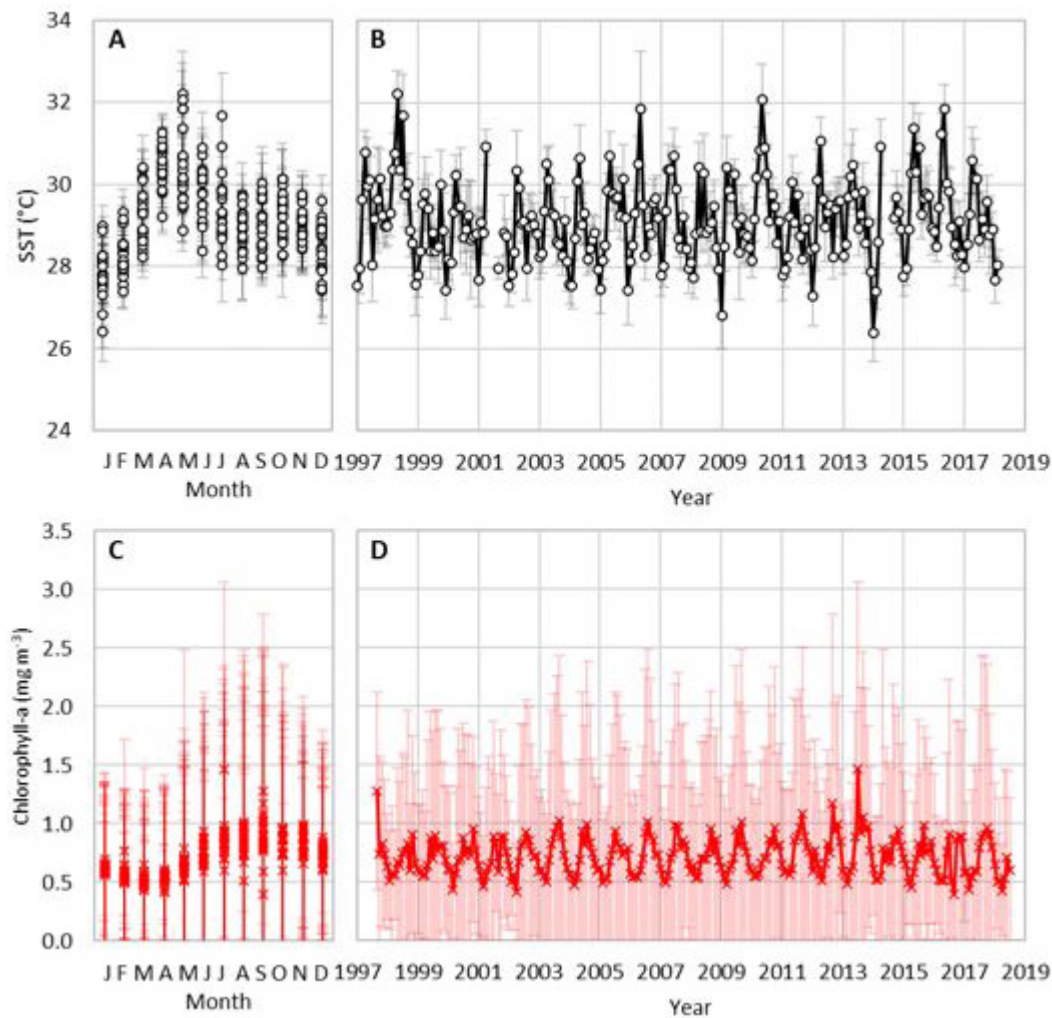 A
B
SST (°C)
34
32
30
28
26
24
J F M A M J J A S O N D
Month
1997 1999 2001 2003 2005 2007 2009 2011 2013 2015 2017 2019
Year
C
D
Chlorophyll-a (mg m⁻³)
3.5
3.0
2.5
2.0
1.5
1.0
0.5
0.0
J F M A M J J A S O N D
Month
1997 1999 2001 2003 2005 2007 2009 2011 2013 2015 2017 2019
Year